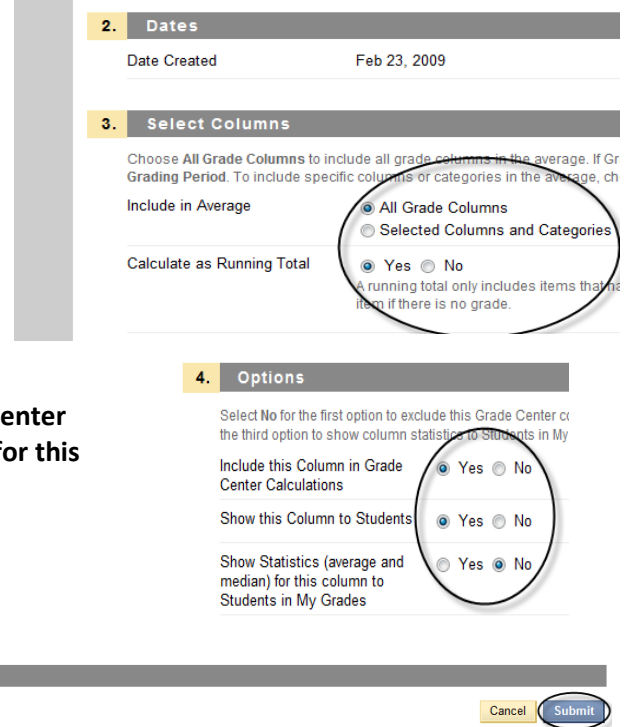 2. Dates
Date Created Feb 23, 2009
3. Select Columns
Choose All Grade Columns to include all grade columns in the average. If Gr
Grading Period. To include specific columns or categories in the average, ch
Include in Average All Grade Columns
Selected Columns and Categories
Calculate as Running Total Yes No
A running total only includes items that ha
item if there is no grade.
4. Options
enter
for this
Select No for the first option to exclude this Grade Center co
the third option to show column statistics to Students in My
Include this Column in Grade
Center Calculations Yes No
Show this Column to Students Yes No
Show Statistics (average and
median) for this column to
Students in My Grades Yes No
Cancel Submit